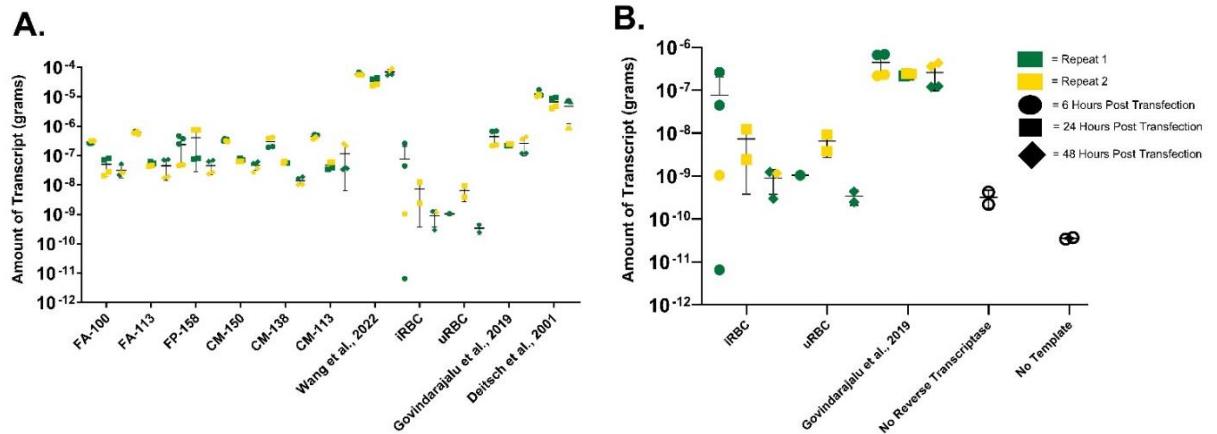 A.
Amount of Transcript (grams)
10-4
10-5
10-6
10-7
10-8
10-9
10-10
10-11
10-12
FA-100
FA-113
FP-158
CM-150
CM-138
CM-113
Wang et al., 2022
iRBC
uRBC
Govindarajalu et al., 2019
Deitsch et al., 2001
B.
Amount of Transcript (grams)
10-6
10-7
10-8
10-9
10-10
10-11
10-12
iRBC
uRBC
Govindarajalu et al., 2019
No Reverse Transcriptase
No Template
= Repeat 1
= Repeat 2
= 6 Hours Post Transfection
= 24 Hours Post Transfection
= 48 Hours Post Transfection